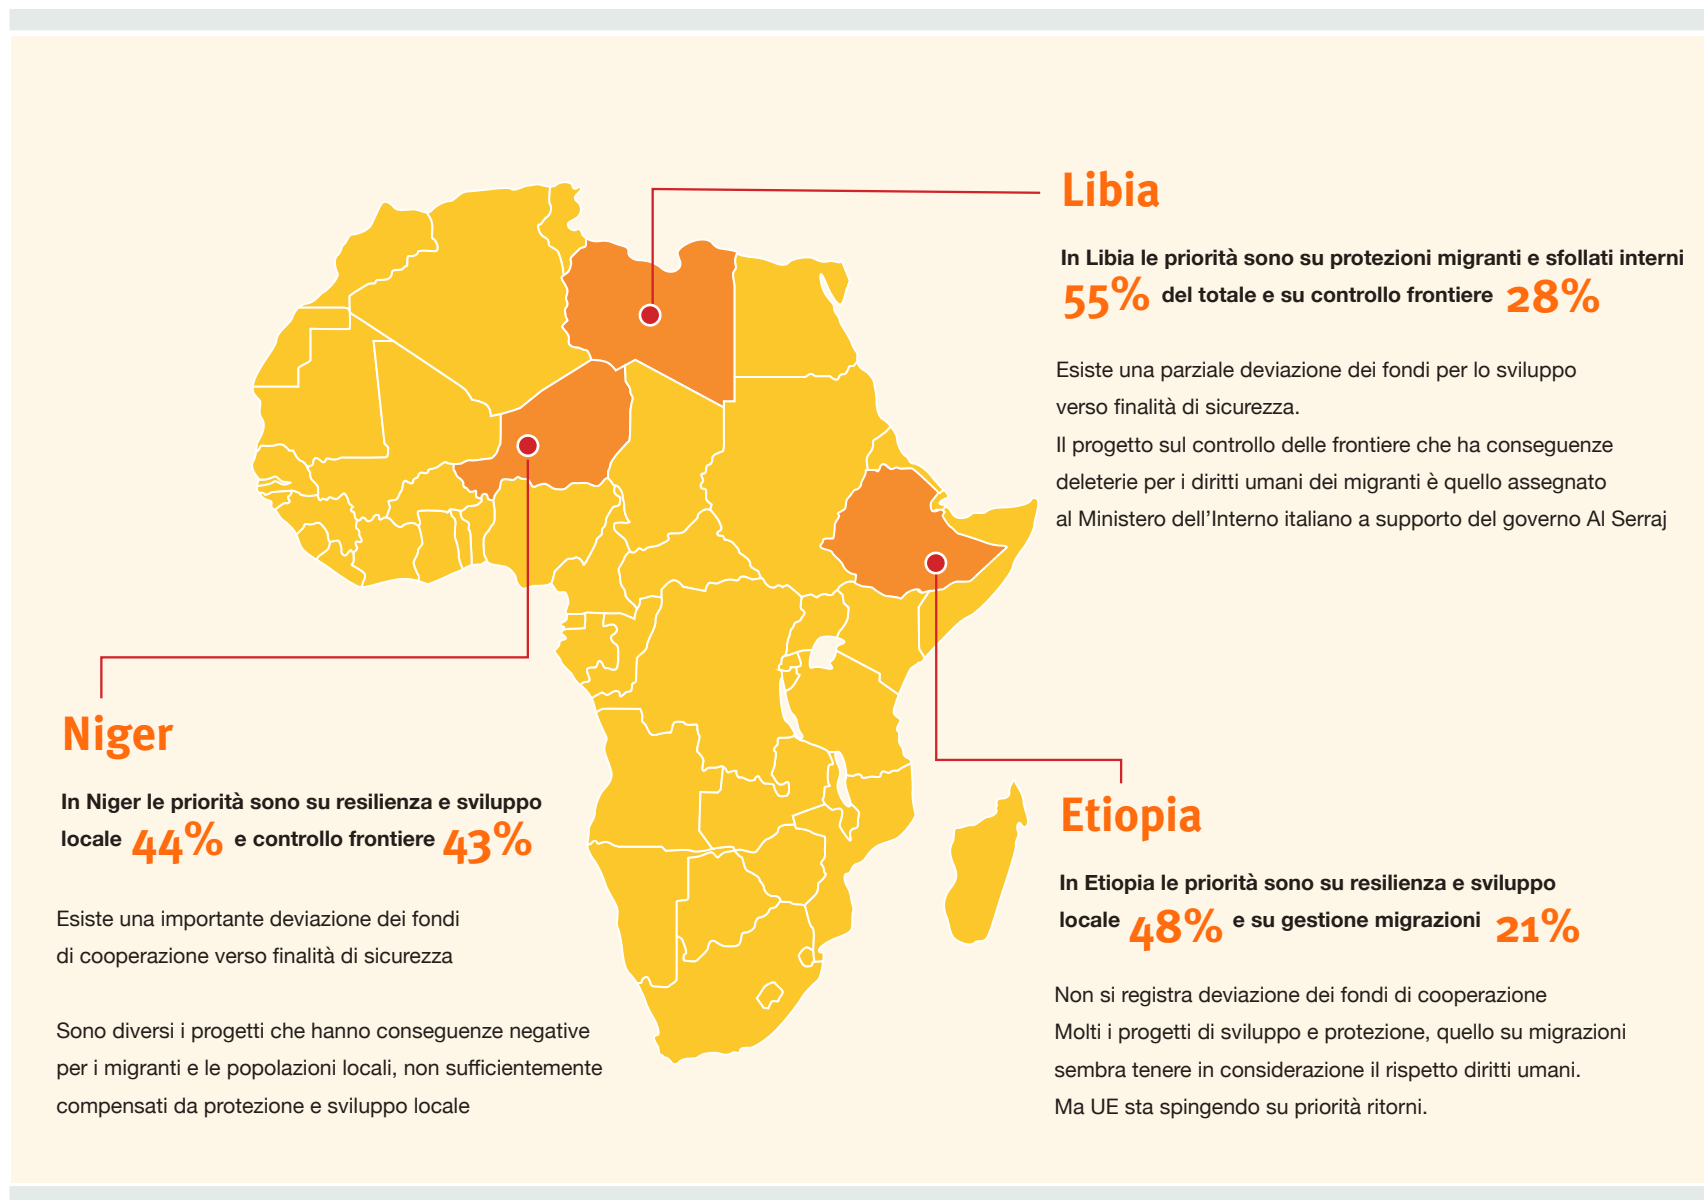 Libia
In Libia le priorità sono su protezioni migranti e sfollati interni
55% del totale e su controllo frontiere 28%
Esiste una parziale deviazione dei fondi per lo sviluppo
verso finalità di sicurezza.
Il progetto sul controllo delle frontiere che ha conseguenze
deleterie per i diritti umani dei migranti è quello assegnato
al Ministero dell'Interno italiano a supporto del governo Al Serraj
Niger
In Niger le priorità sono su resilienza e sviluppo
locale 44% e controllo frontiere 43%
Esiste una importante deviazione dei fondi
di cooperazione verso finalità di sicurezza
Sono diversi i progetti che hanno conseguenze negative
per i migranti e le popolazioni locali, non sufficientemente
compensati da protezione e sviluppo locale
Etiopia
In Etiopia le priorità sono su resilienza e sviluppo
locale 48% e su gestione migrazioni 21%
Non si registra deviazione dei fondi di cooperazione
Molti i progetti di sviluppo e protezione, quello su migrazioni
sembra tenere in considerazione il rispetto diritti umani.
Ma UE sta spingendo su priorità ritorni.